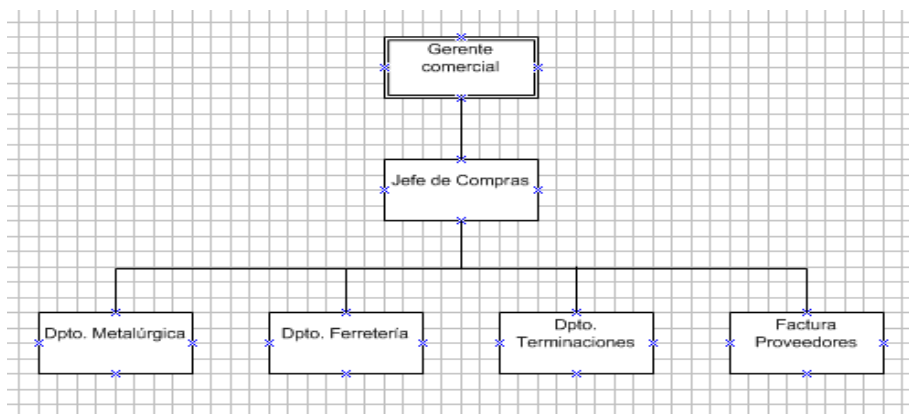 Gerente
comercial
Jefe de Compras
Dpto. Metalúrgica
Dpto. Ferretería
Dpto.
Terminaciones
Factura
Proveedores